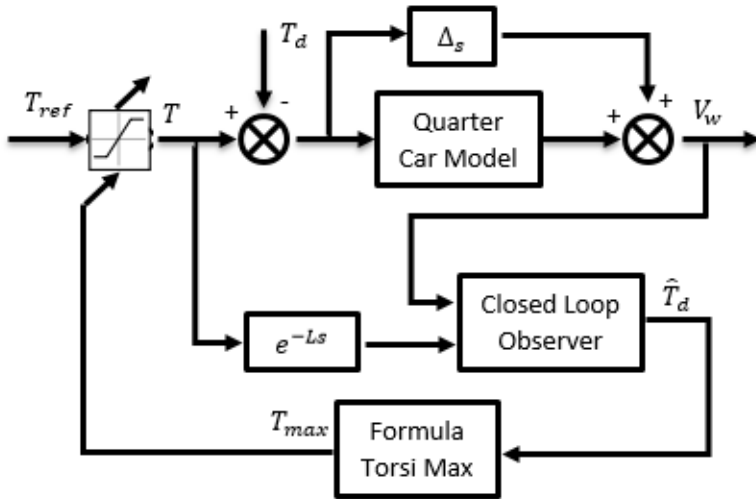 T_d
Δ_s
T_ref
T
+
-
Quarter
Car Model
+
+
V_w
e^{-Ls}
Closed Loop
Observer
T̂_d
T_max
Formula
Torsi Max